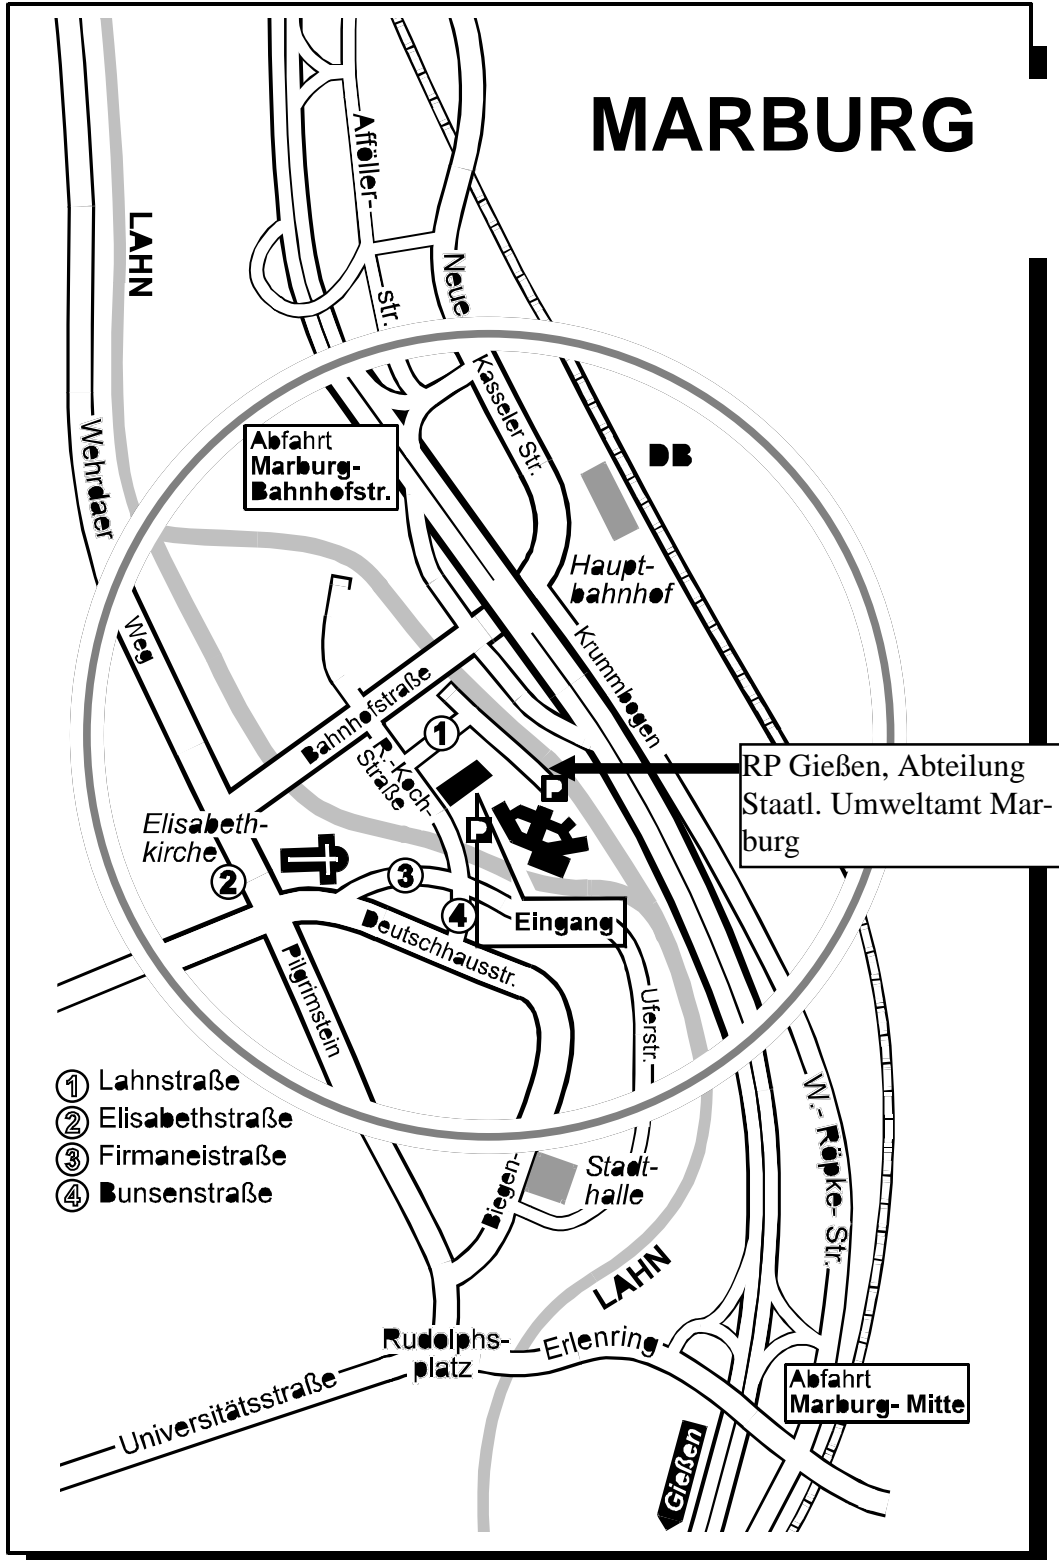 MARBURG
Afföller-
str.
LAHN
Neue
Kasseler Str.
Wehrdaer
Weg
Abfahrt
Marburg-
Bahnhofstr.
DB
Haupt-
bahnhof
Krummbogen
Bahnhofstraße
R.-Koch-
Straße
1
RP Gießen, Abteilung
Staatl. Umweltamt Mar-
burg
P
P
Elisabeth-
kirche
2
3
4
Eingang
Deutschhausstr.
Pilgrimstein
Uferstr.
1 Lahnstraße
2 Elisabethstraße
3 Firmaneistraße
4 Bunsenstraße
W.- Röpke- Str.
Biegen-
Stadt-
halle
LAHN
Rudolphs-
platz
Erlenring
Universitätsstraße
Abfahrt
Marburg- Mitte
Gießen